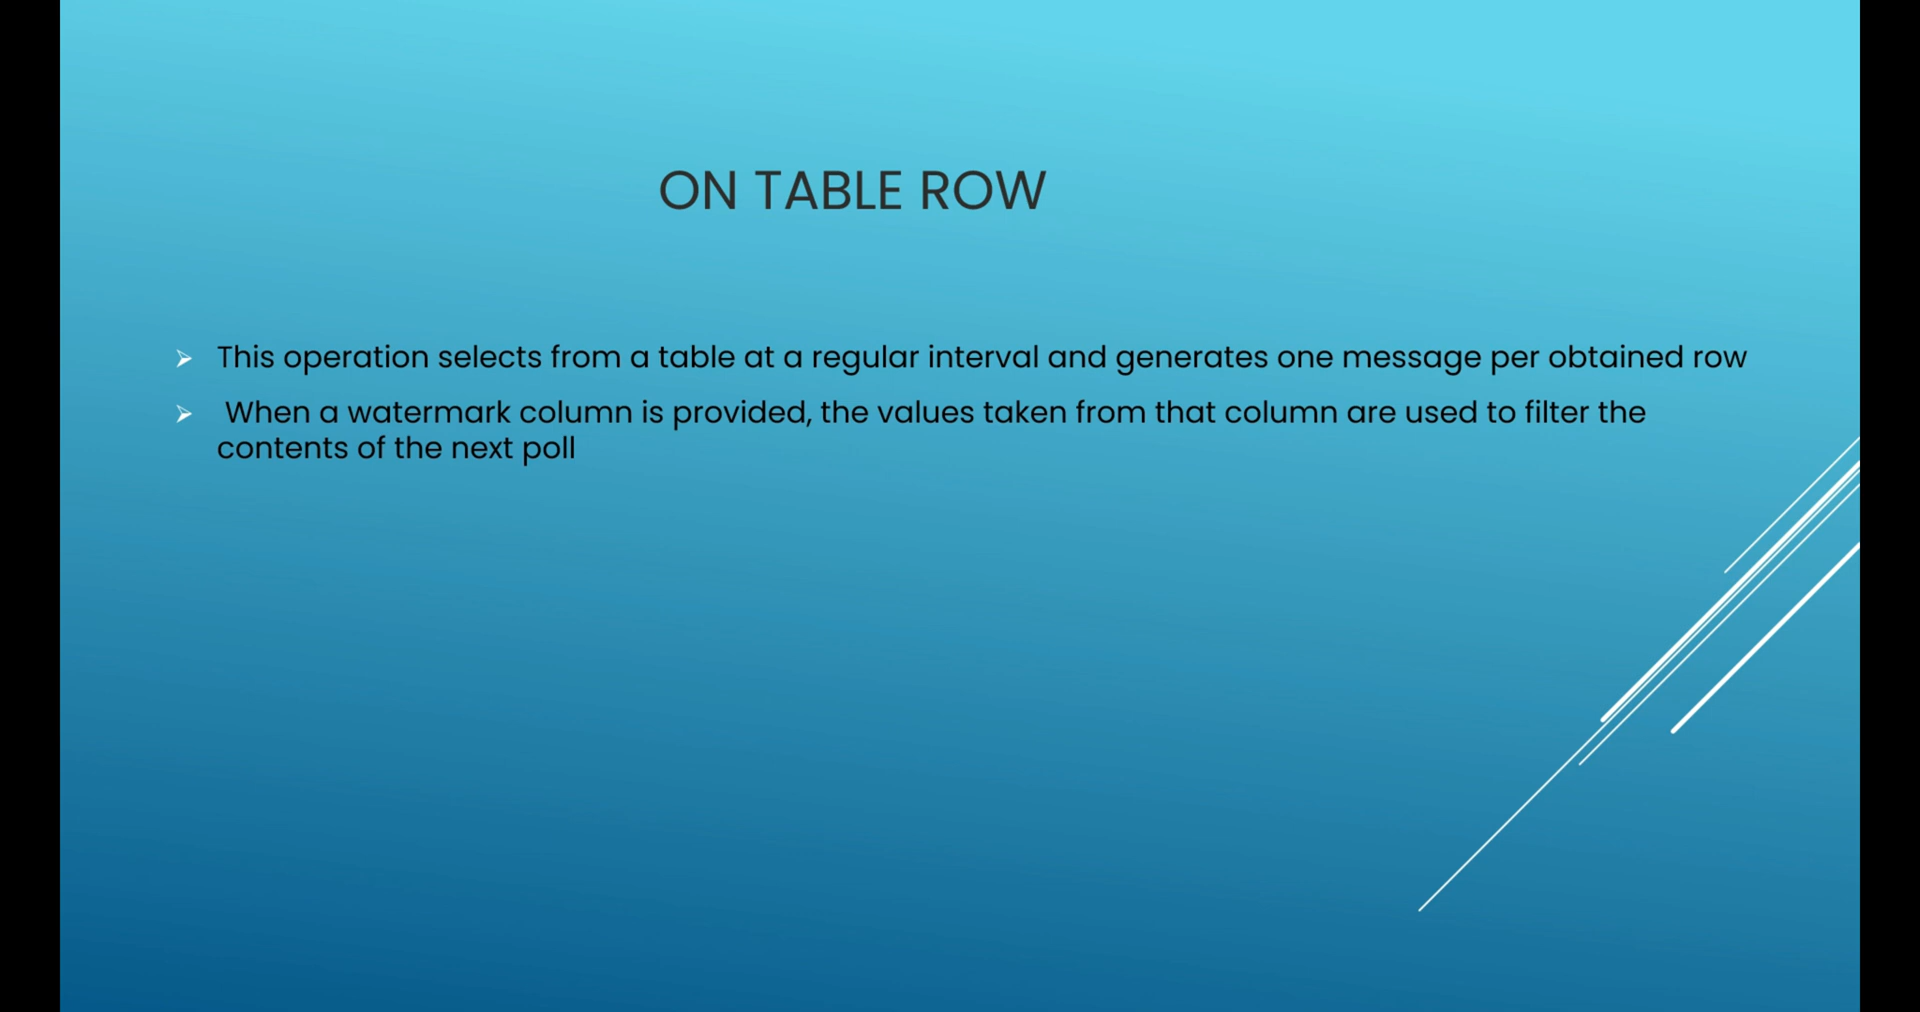 ON TABLE ROW
This operation selects from a table at a regular interval and generates one message per obtained row
When a watermark column is provided, the values taken from that column are used to filter the
contents of the next poll